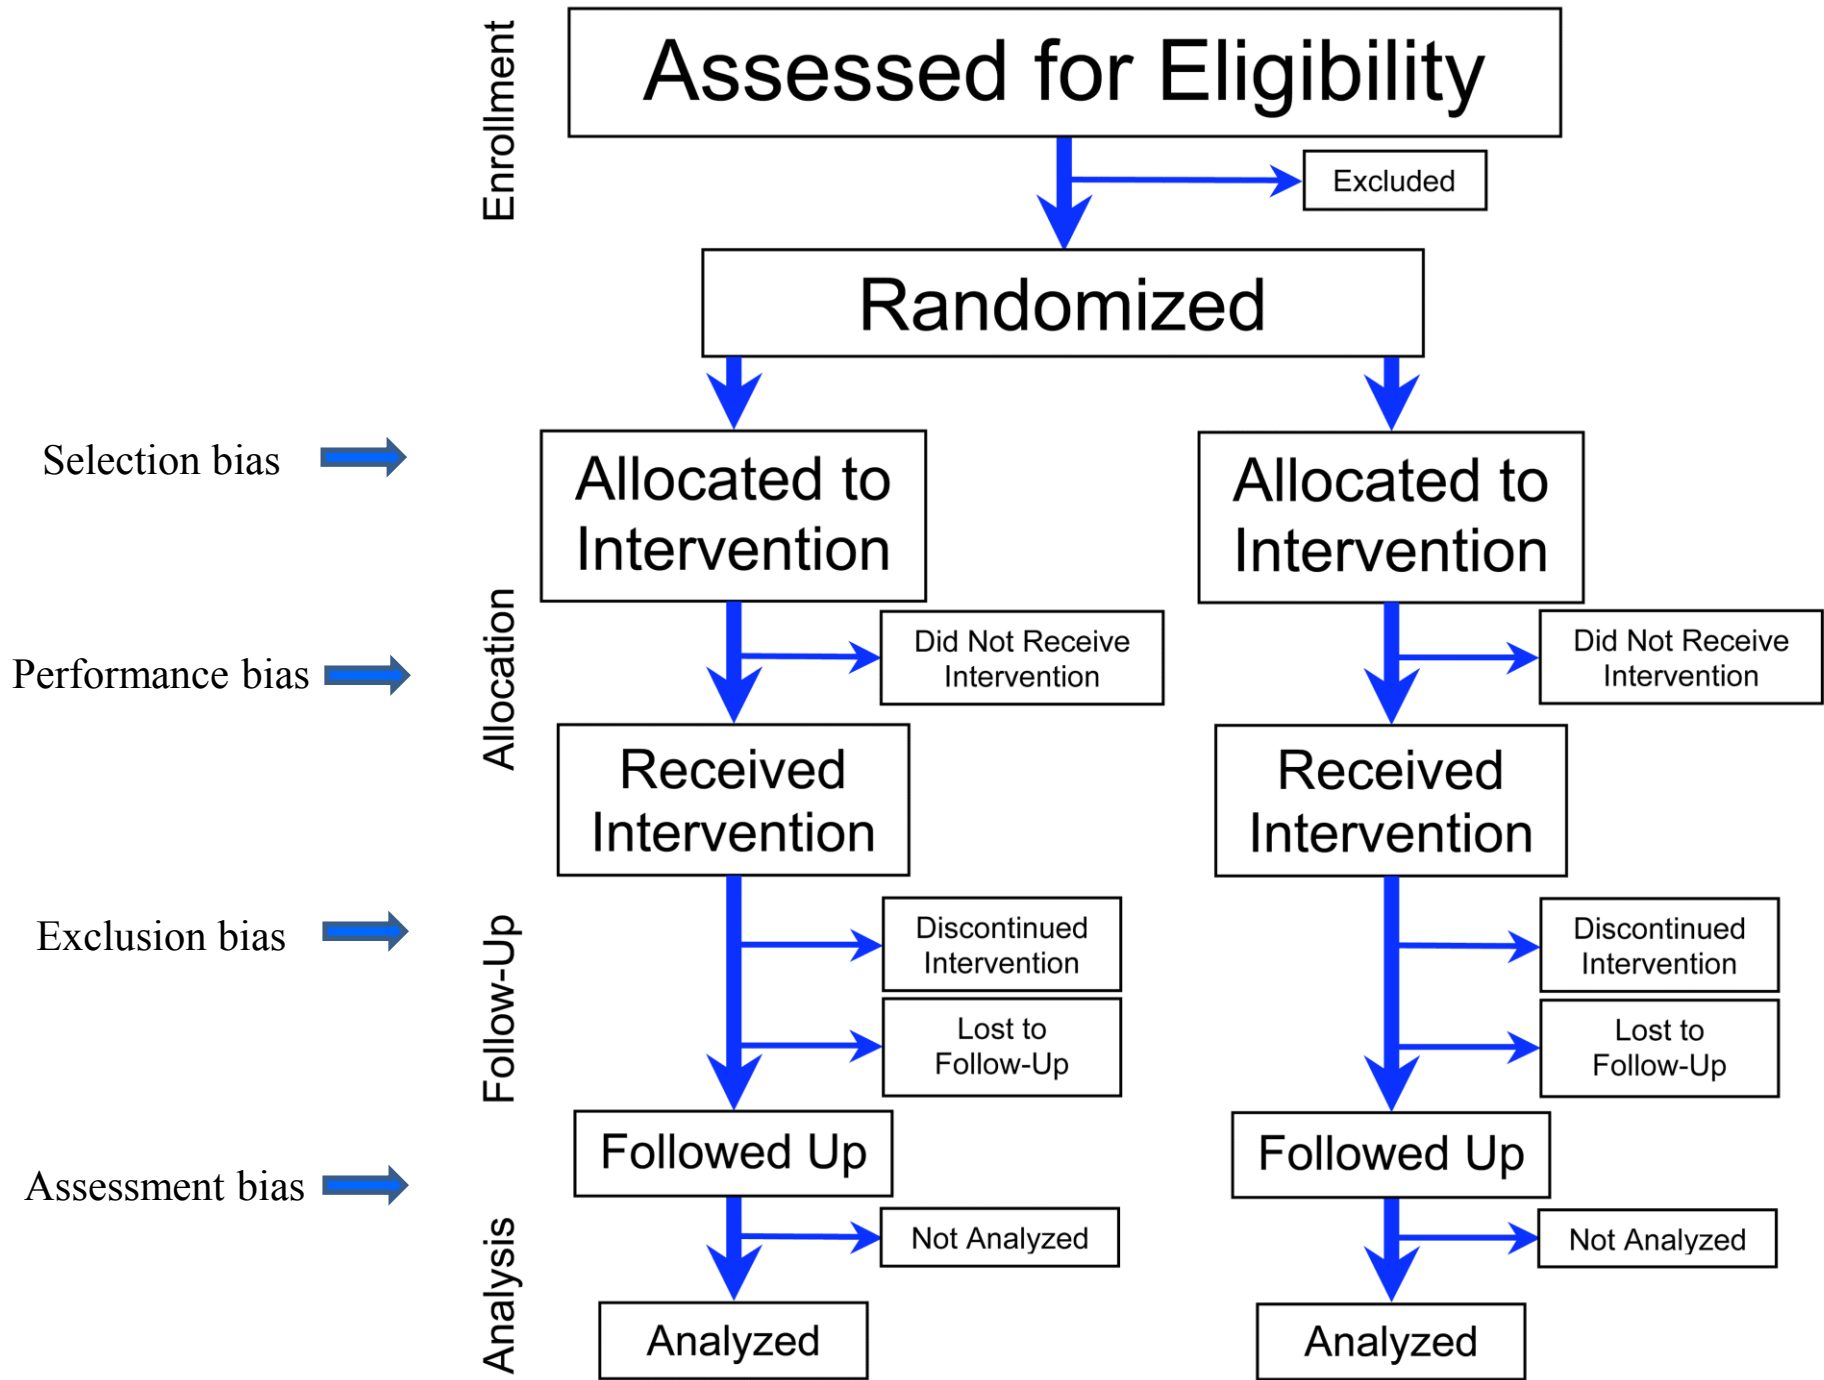 Enrollment
Assessed for Eligibility
Excluded
Randomized
Selection bias
Allocated to
Intervention
Allocated to
Intervention
Allocation
Performance bias
Did Not Receive
Intervention
Did Not Receive
Intervention
Received
Intervention
Received
Intervention
Exclusion bias
Follow-Up
Discontinued
Intervention
Discontinued
Intervention
Lost to
Follow-Up
Lost to
Follow-Up
Followed Up
Followed Up
Assessment bias
Analysis
Not Analyzed
Not Analyzed
Analyzed
Analyzed